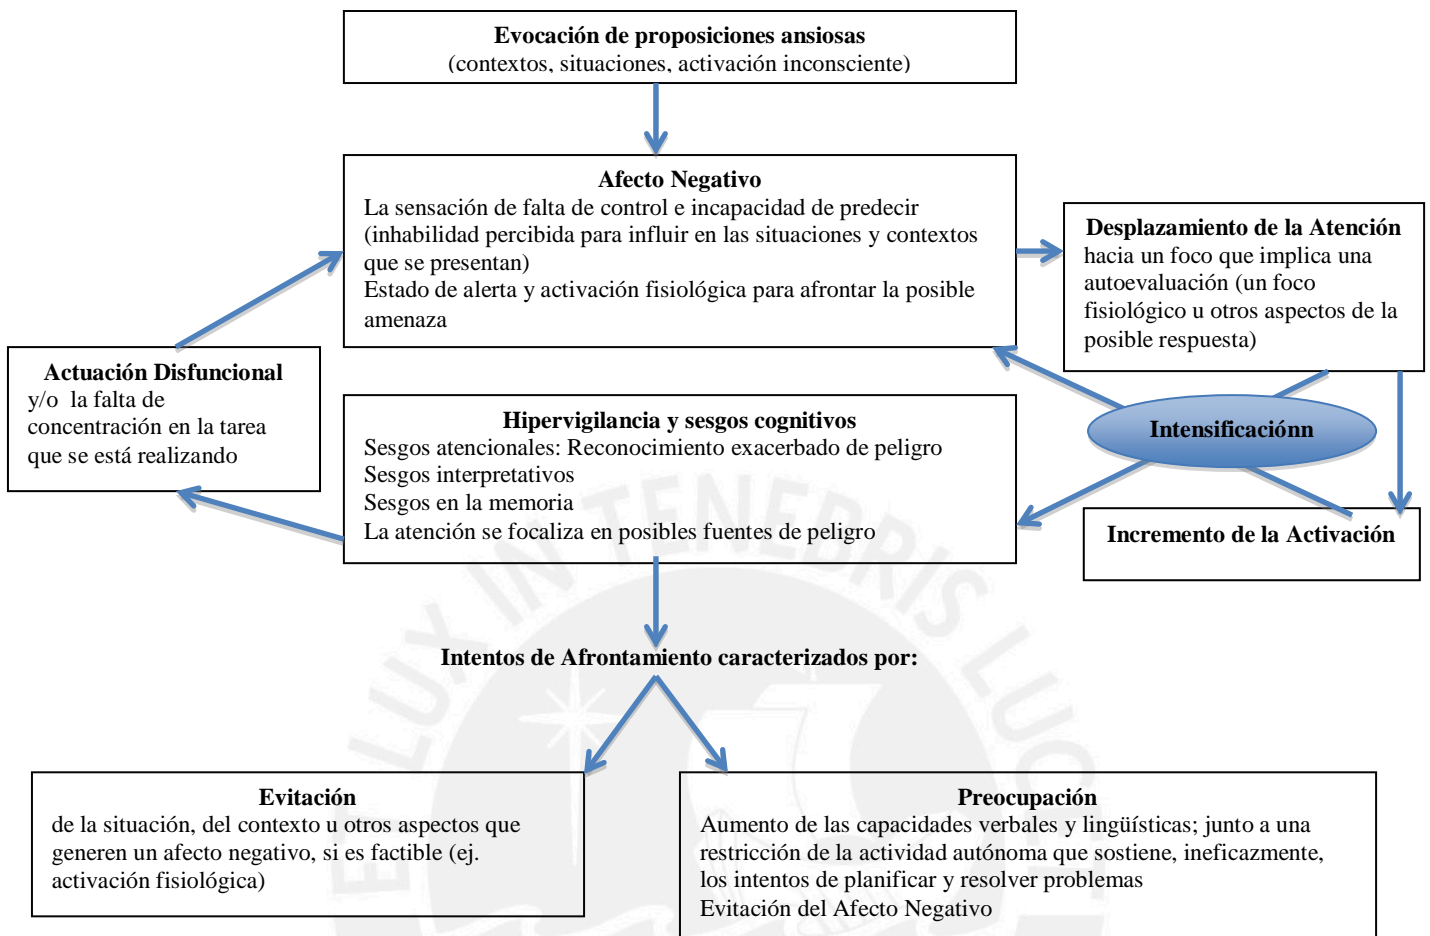 Evocación de proposiciones ansiosas
(contextos, situaciones, activación inconsciente)
Afecto Negativo
La sensación de falta de control e incapacidad de predecir
(inhabilidad percibida para influir en las situaciones y contextos
que se presentan)
Estado de alerta y activación fisiológica para afrontar la posible
amenaza
Desplazamiento de la Atención
hacia un foco que implica una
autoevaluación (un foco
fisiológico u otros aspectos de la
posible respuesta)
Actuación Disfuncional
y/o la falta de
concentración en la tarea
que se está realizando
Hipervigilancia y sesgos cognitivos
Sesgos atencionales: Reconocimiento exacerbado de peligro
Sesgos interpretativos
Sesgos en la memoria
La atención se focaliza en posibles fuentes de peligro
Intensificaciónn
Incremento de la Activación
ET LUX IN TENEBRIS LUCET
Intentos de Afrontamiento caracterizados por:
Evitación
de la situación, del contexto u otros aspectos que
generen un afecto negativo, si es factible (ej.
activación fisiológica)
Preocupación
Aumento de las capacidades verbales y lingüísticas; junto a una
restricción de la actividad autónoma que sostiene, ineficazmente,
los intentos de planificar y resolver problemas
Evitación del Afecto Negativo